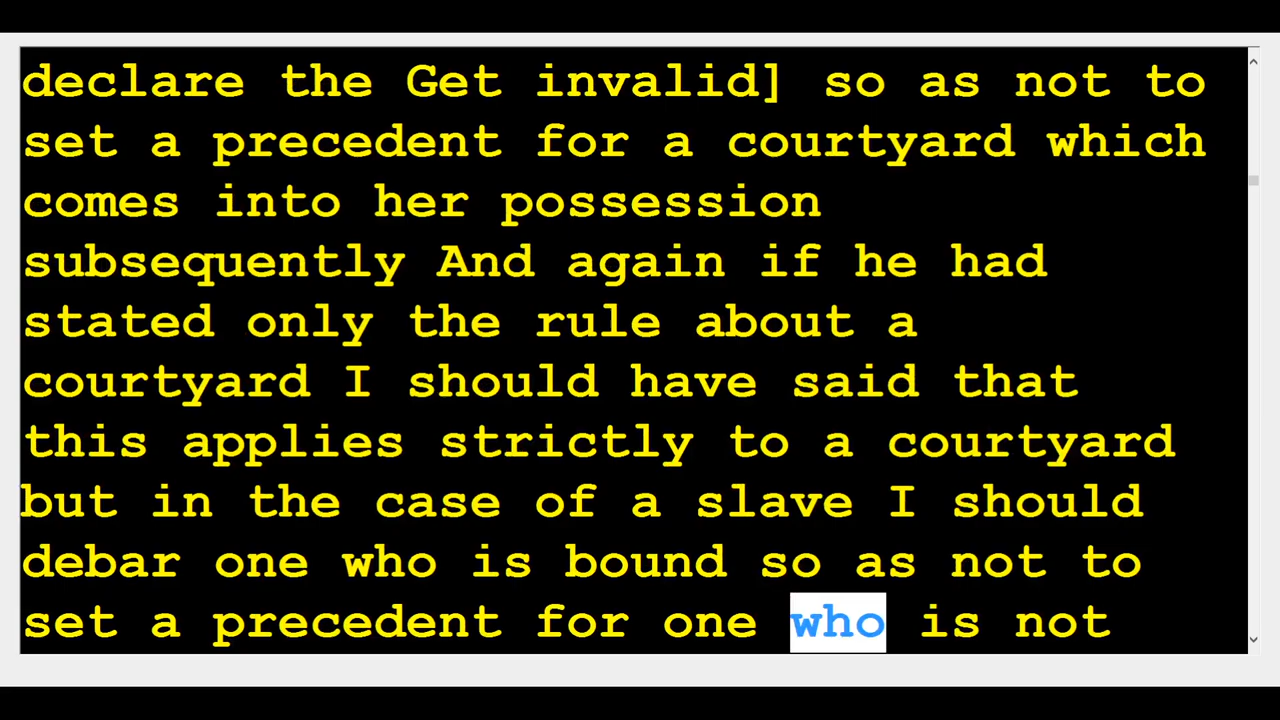 declare the Get invalid] so as not to
set a precedent for a courtyard which
comes into her possession
subsequently And again if he had
stated only the rule about a
courtyard I should have said that
this applies strictly to a courtyard
but in the case of a slave I should
debar one who is bound so as not to
set a precedent for one who is not